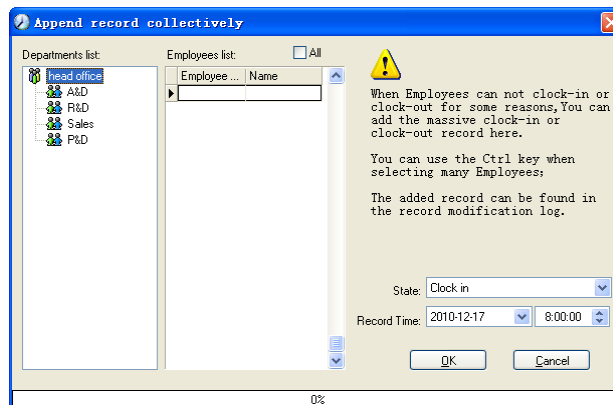 Append record collectively
Departments list:
head office
A&D
R&D
Sales
P&D
Employees list:
All
Employee ... Name
When Employees can not clock-in or
clock-out for some reasons,You can
add the massive clock-in or
clock-out record here.
You can use the Ctrl key when
selecting many Employees;
The added record can be found in
the record modification log.
State: Clock in
Record Time: 2010-12-17 8:00:00
OK Cancel
0%